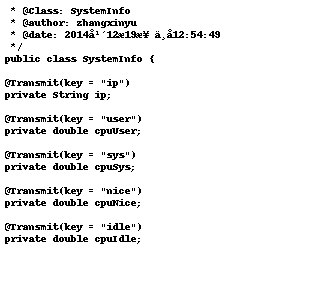 * @Class: SystemInfo
* @author: zhangxinyu
* @date: 2014å¹´12æ19æ¥ ä¸å12:54:49
*/
public class SystemInfo {
@Transmit(key = "ip")
private String ip;
@Transmit(key = "user")
private double cpuUser;
@Transmit(key = "sys")
private double cpuSys;
@Transmit(key = "nice")
private double cpuNice;
@Transmit(key = "idle")
private double cpuIdle;